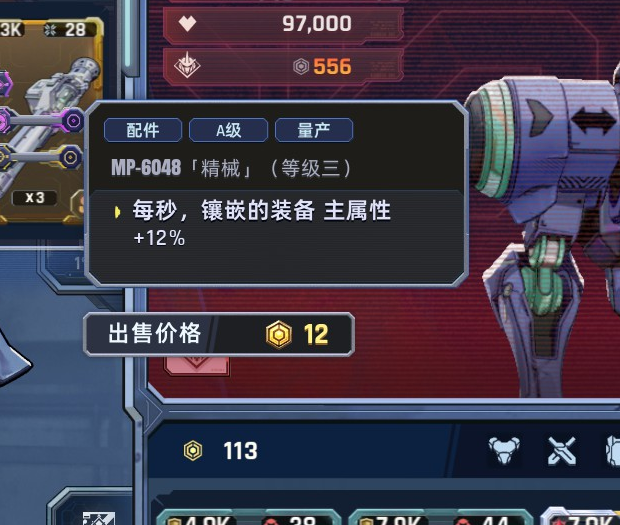 3K 28
97,000
556
配件 A级 量产
MP-6048「精械」（等级三）
x3
每秒，镶嵌的装备 主属性
+12%
出售价格 12
113